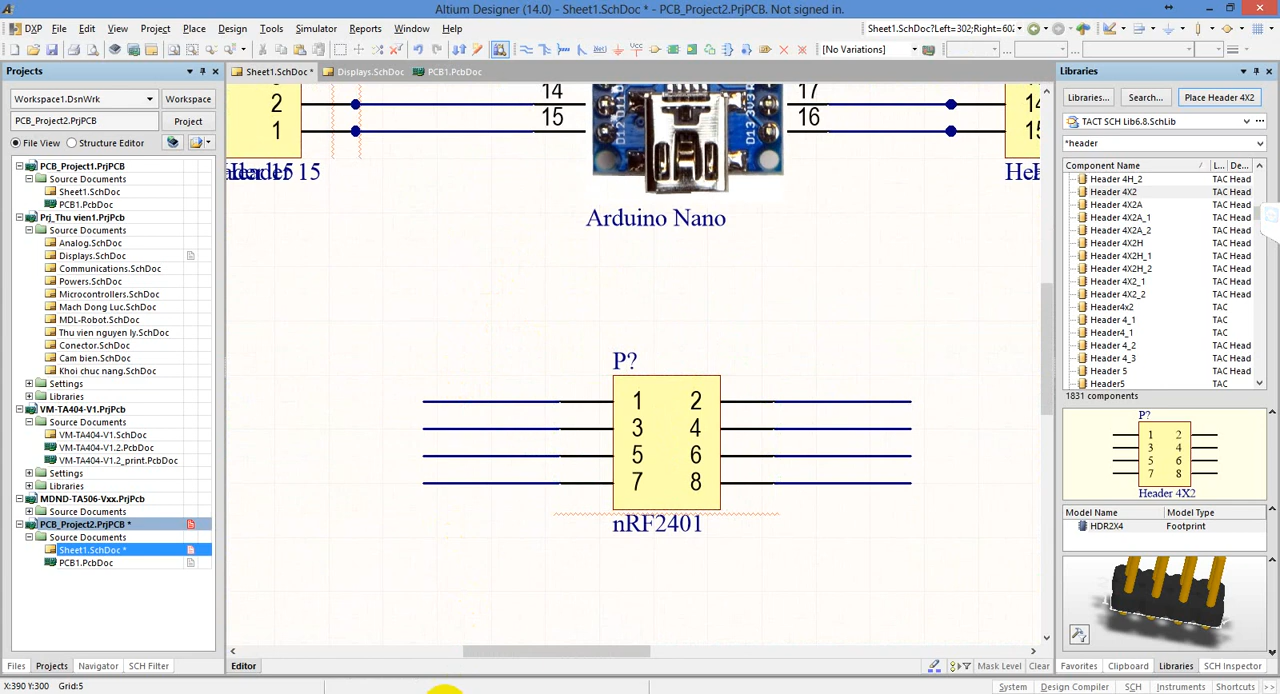 Altium Designer (14.0) - Sheet1.SchDoc * - PCB_Project2.PrjPCB. Not signed in.
DXP File Edit View Project Place Design Tools Simulator Reports Window Help
Sheet1.SchDoc?Left=302;Right=602
[No Variations]
Projects
Workspace1.DsnWrk Workspace
PCB_Project2.PrjPCB Project
File View Structure Editor
PCB_Project1.PrjPCB
Source Documents
Sheet1.SchDoc
PCB1.PcbDoc
Prj_Thu vien1.PrjPcb
Source Documents
Analog.SchDoc
Displays.SchDoc
Communications.SchDoc
Powers.SchDoc
Microcontrollers.SchDoc
Mach Dong Luc.SchDoc
MDL-Robot.SchDoc
Thu vien nguyen ly.SchDoc
Conector.SchDoc
Cam bien.SchDoc
Khoi chuc nang.SchDoc
Settings
Libraries
VM-TA404-V1.PrjPcb
Source Documents
VM-TA404-V1.SchDoc
VM-TA404-V1.2.PcbDoc
VM-TA404-V1.2_print.PcbDoc
Settings
Libraries
MDND-TA506-Vxx.PrjPCB
Source Documents
PCB_Project2.PrjPCB *
Source Documents
Sheet1.SchDoc *
PCB1.PcbDoc
Files Projects Navigator SCH Filter
Sheet1.SchDoc * Displays.SchDoc PCB1.PcbDoc
2
1
14
15
D13 3V3
17
16
14
15
Header 15
Arduino Nano
P?
1 2
3 4
5 6
7 8
nRF2401
Editor
Mask Level Clear
Libraries
Libraries... Search... Place Header 4X2
TACT SCH Lib6.8.SchLib ...
*header
Component Name / L... De...
Header 4H_2 TAC Head
Header 4X2 TAC Head
Header 4X2A TAC Head
Header 4X2A_1 TAC Head
Header 4X2A_2 TAC Head
Header 4X2H TAC Head
Header 4X2H_1 TAC Head
Header 4X2H_2 TAC Head
Header 4X2_1 TAC Head
Header 4X2_2 TAC Head
Header4x2 TAC
Header 4_1 TAC
Header4_1 TAC
Header 4_2 TAC Head
Header 4_3 TAC Head
Header 5 TAC Head
Header5 TAC
1831 components
P?
1 2
3 4
5 6
7 8
Header 4X2
Model Name Model Type
HDR2X4 Footprint
Favorites Clipboard Libraries SCH Inspector
X:390 Y:300 Grid:5
System Design Compiler SCH Instruments Shortcuts >>